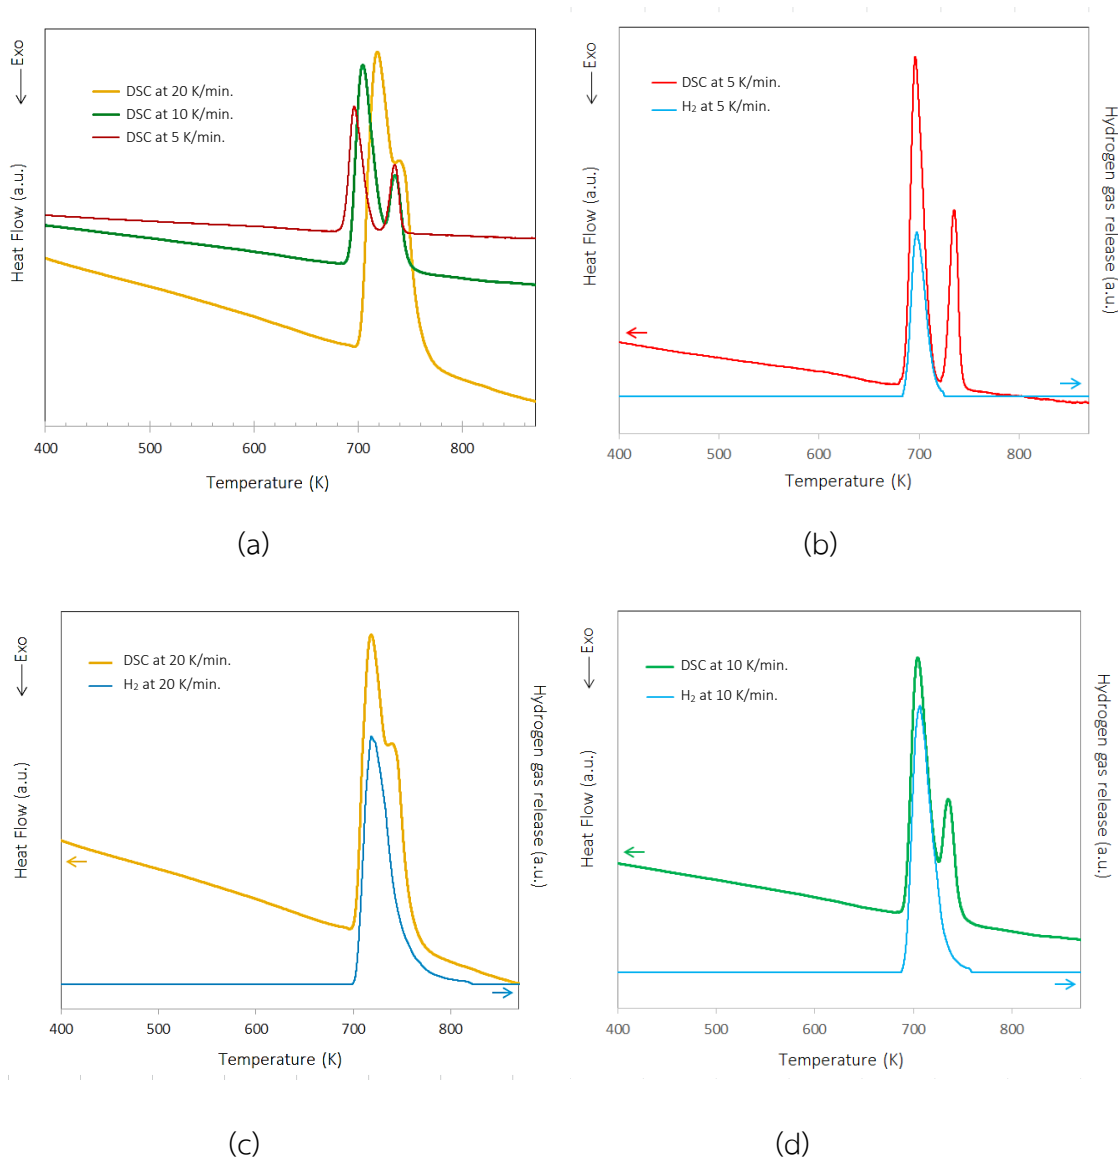 Exo
Heat Flow (a.u.)
DSC at 20 K/min.
DSC at 10 K/min.
DSC at 5 K/min.
400
500
600
700
800
Temperature (K)
(a)
Exo
Heat Flow (a.u.)
DSC at 5 K/min.
H₂ at 5 K/min.
Hydrogen gas
release (a.u.)
400
500
600
700
800
Temperature (K)
(b)
Exo
Heat Flow (a.u.)
DSC at 20 K/min.
H₂ at 20 K/min.
Hydrogen gas release (a.u.)
400
500
600
700
800
Temperature (K)
(c)
Exo
Heat Flow (a.u.)
DSC at 10 K/min.
H₂ at 10 K/min.
Hydrogen gas
release (a.u.)
400
500
600
700
800
Temperature (K)
(d)